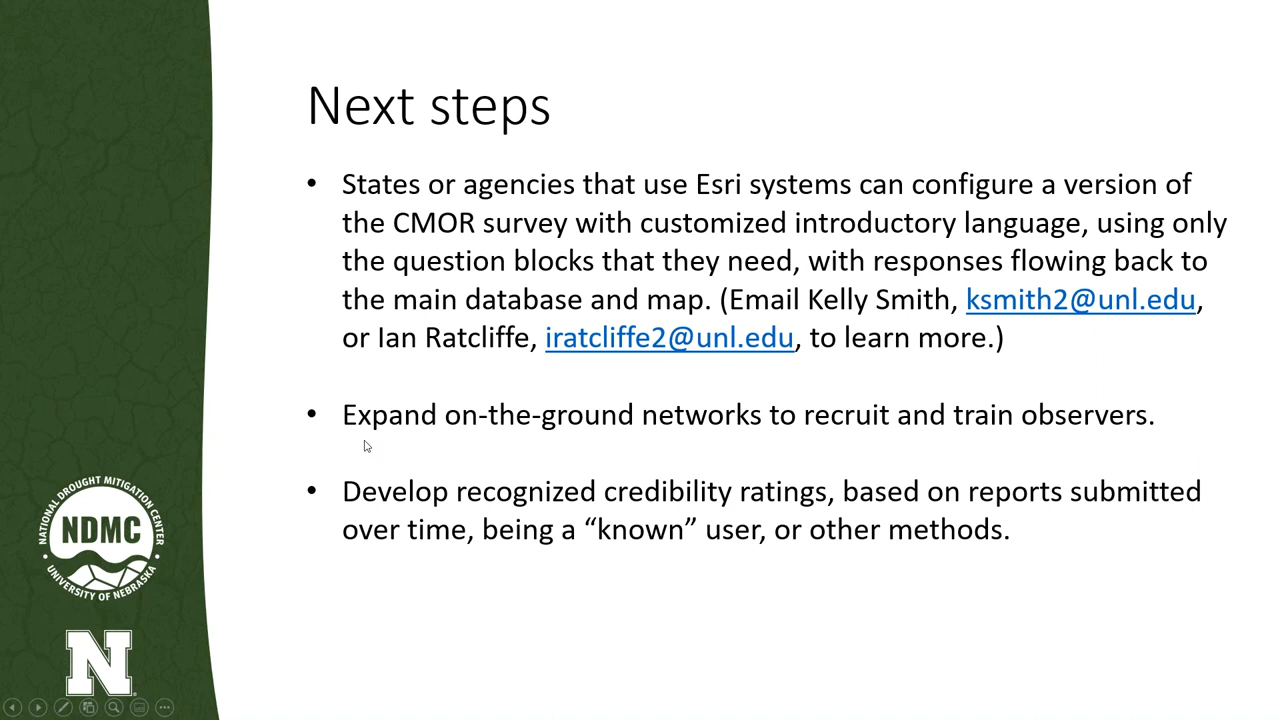 Next steps
• States or agencies that use Esri systems can configure a version of
the CMOR survey with customized introductory language, using only
the question blocks that they need, with responses flowing back to
the main database and map. (Email Kelly Smith, ksmith2@unl.edu,
or Ian Ratcliffe, iratcliffe2@unl.edu, to learn more.)
• Expand on-the-ground networks to recruit and train observers.
• Develop recognized credibility ratings, based on reports submitted
over time, being a “known” user, or other methods.
NATIONAL DROUGHT MITIGATION CENTER
NDMC
UNIVERSITY OF NEBRASKA
N